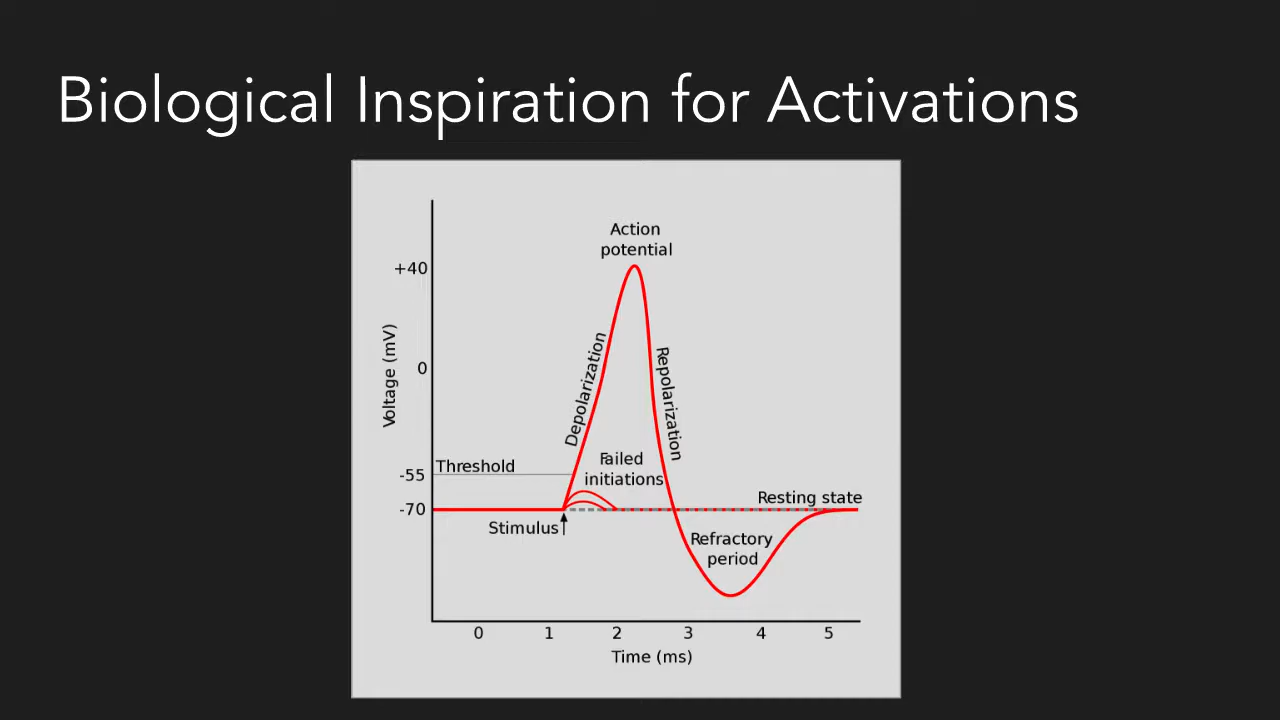 Biological Inspiration for Activations
Action
potential
+40
Voltage (mV)
0
Depolarization
Repolarization
Failed
initiations
Threshold
-55
-70
Resting state
Stimulus
Refractory
period
0 1 2 3 4 5
Time (ms)